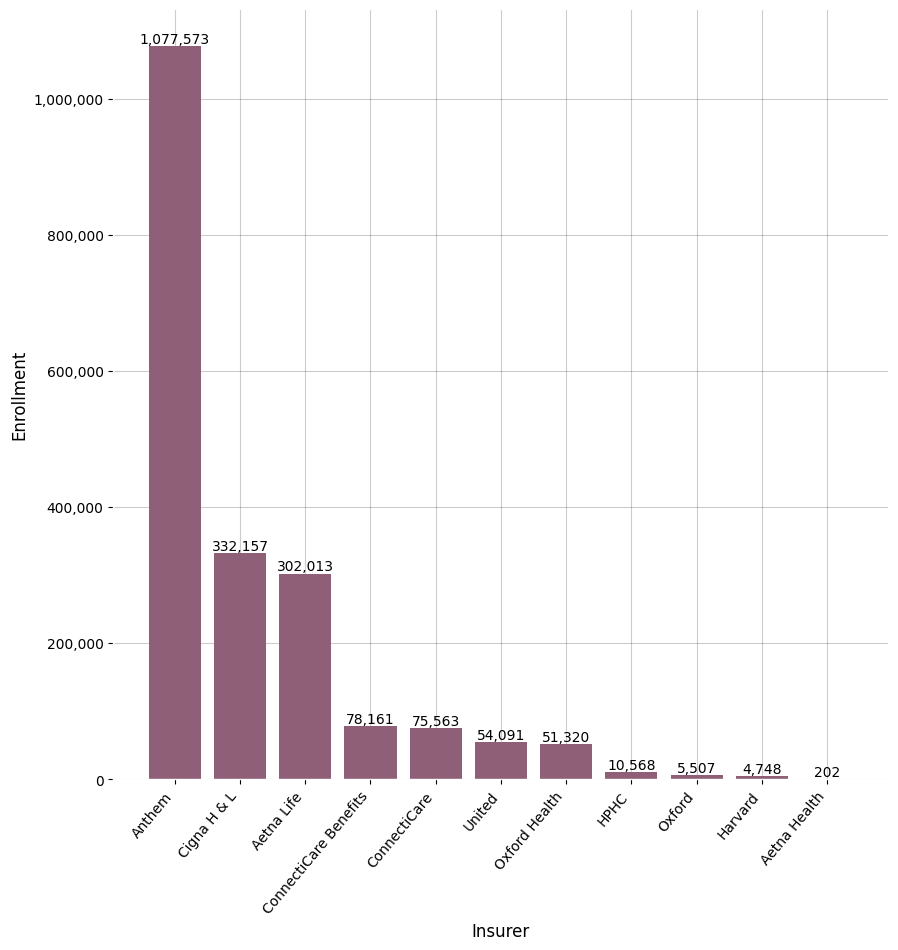 1,077,573
1,000,000
800,000
600,000
Enrollment
400,000
332,157
302,013
200,000
78,161
75,563
54,091
51,320
10,568
5,507
4,748
202
0
Anthem
Cigna H & L
Aetna Life
ConnectiCare Benefits
ConnectiCare
United
Oxford Health
HPHC
Oxford
Harvard
Aetna Health
Insurer